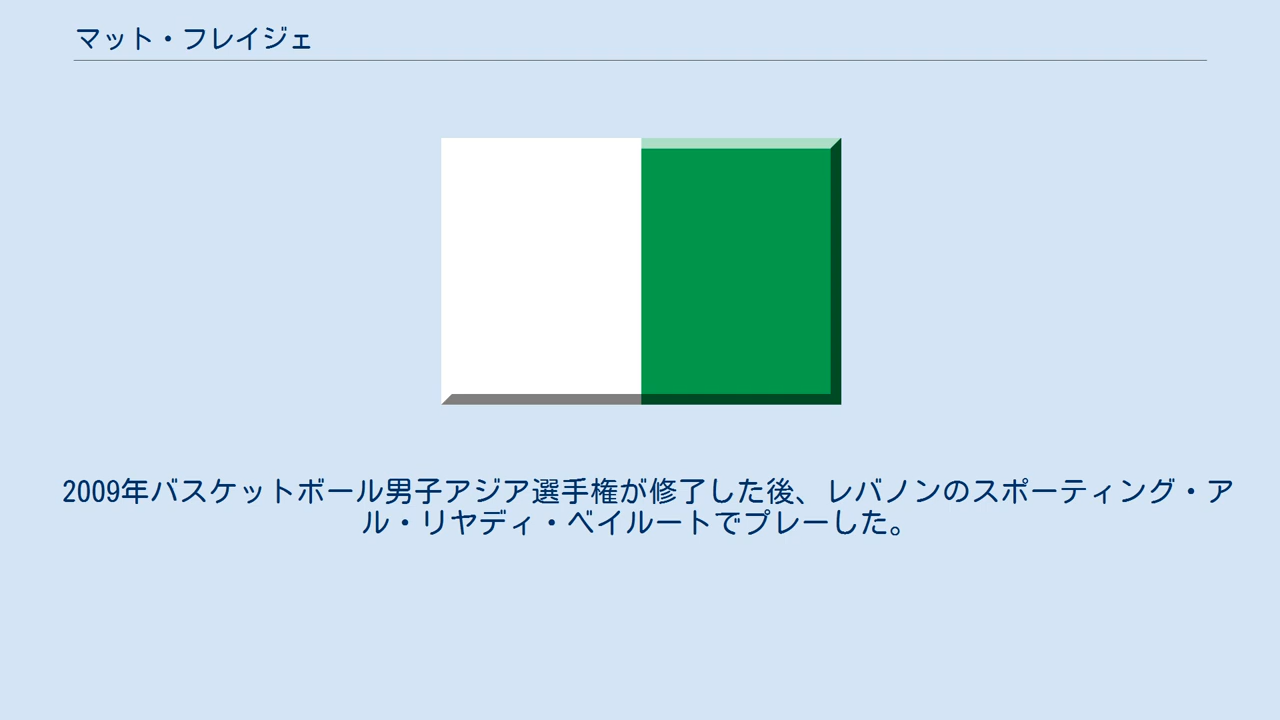 マット・フレイジェ
2009年バスケットボール男子アジア選手権が修了した後、レバノンのスポーティング・ア
ル・リヤディ・ベイルートでプレーした。